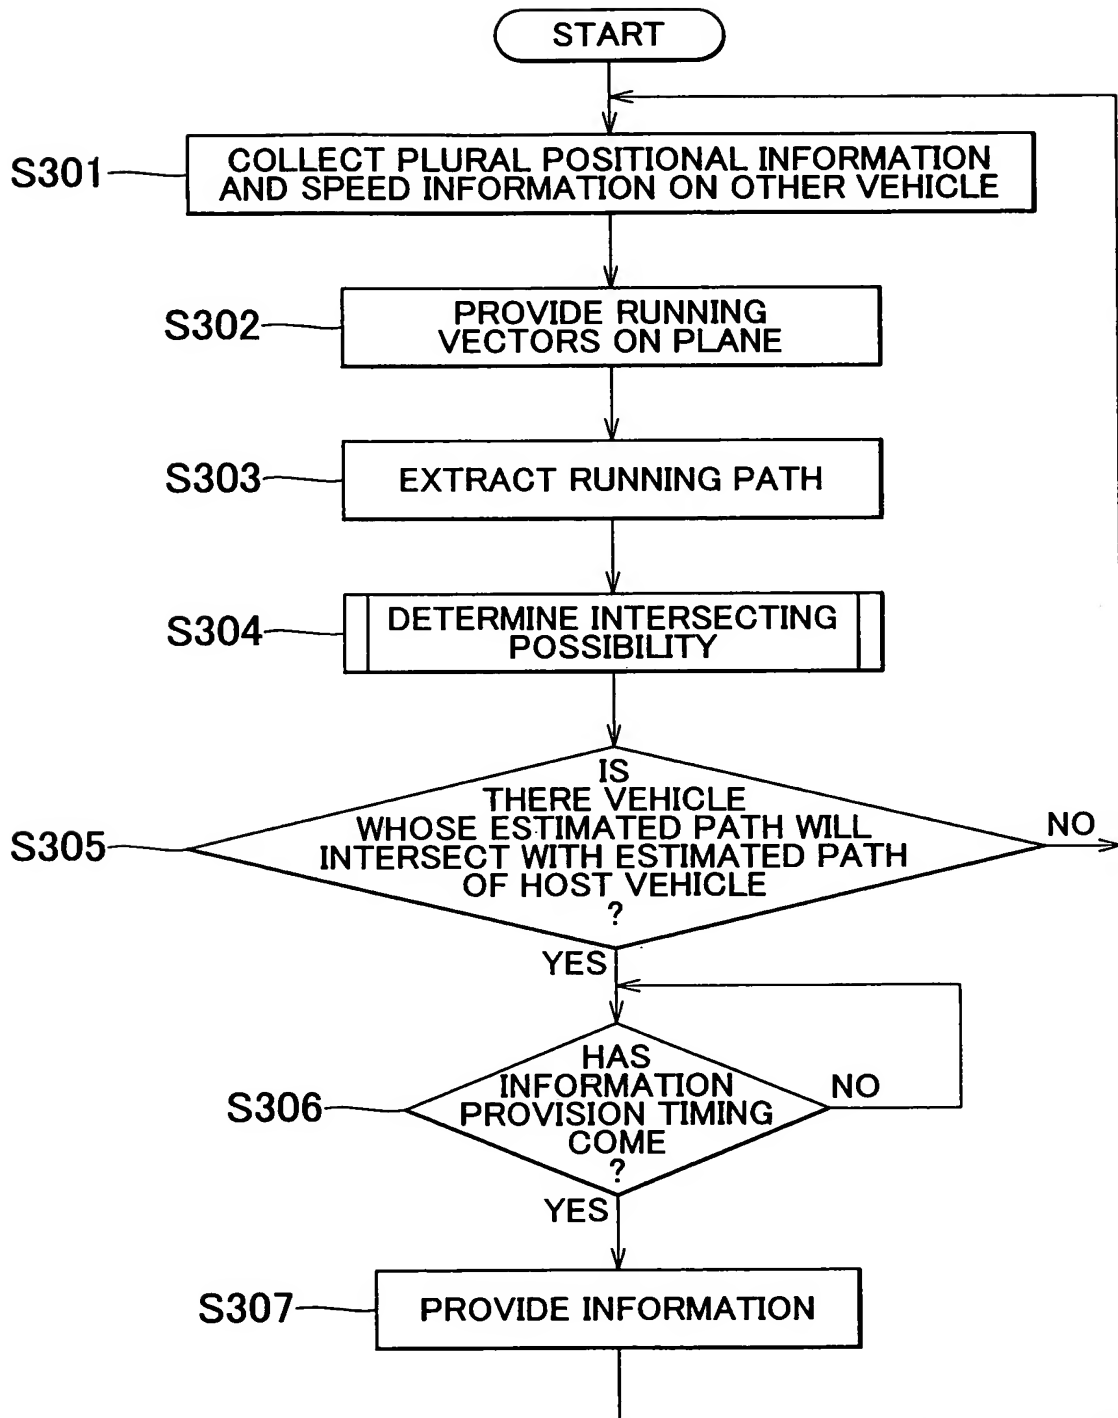 START
S301
COLLECT PLURAL POSITIONAL INFORMATION
AND SPEED INFORMATION ON OTHER VEHICLE
S302
PROVIDE RUNNING
VECTORS ON PLANE
S303
EXTRACT RUNNING PATH
S304
DETERMINE INTERSECTING
POSSIBILITY
S305
IS
THERE VEHICLE
WHOSE ESTIMATED PATH WILL
INTERSECT WITH ESTIMATED PATH
OF HOST VEHICLE
?
NO
YES
S306
HAS
INFORMATION
PROVISION TIMING
COME
?
NO
YES
S307
PROVIDE INFORMATION